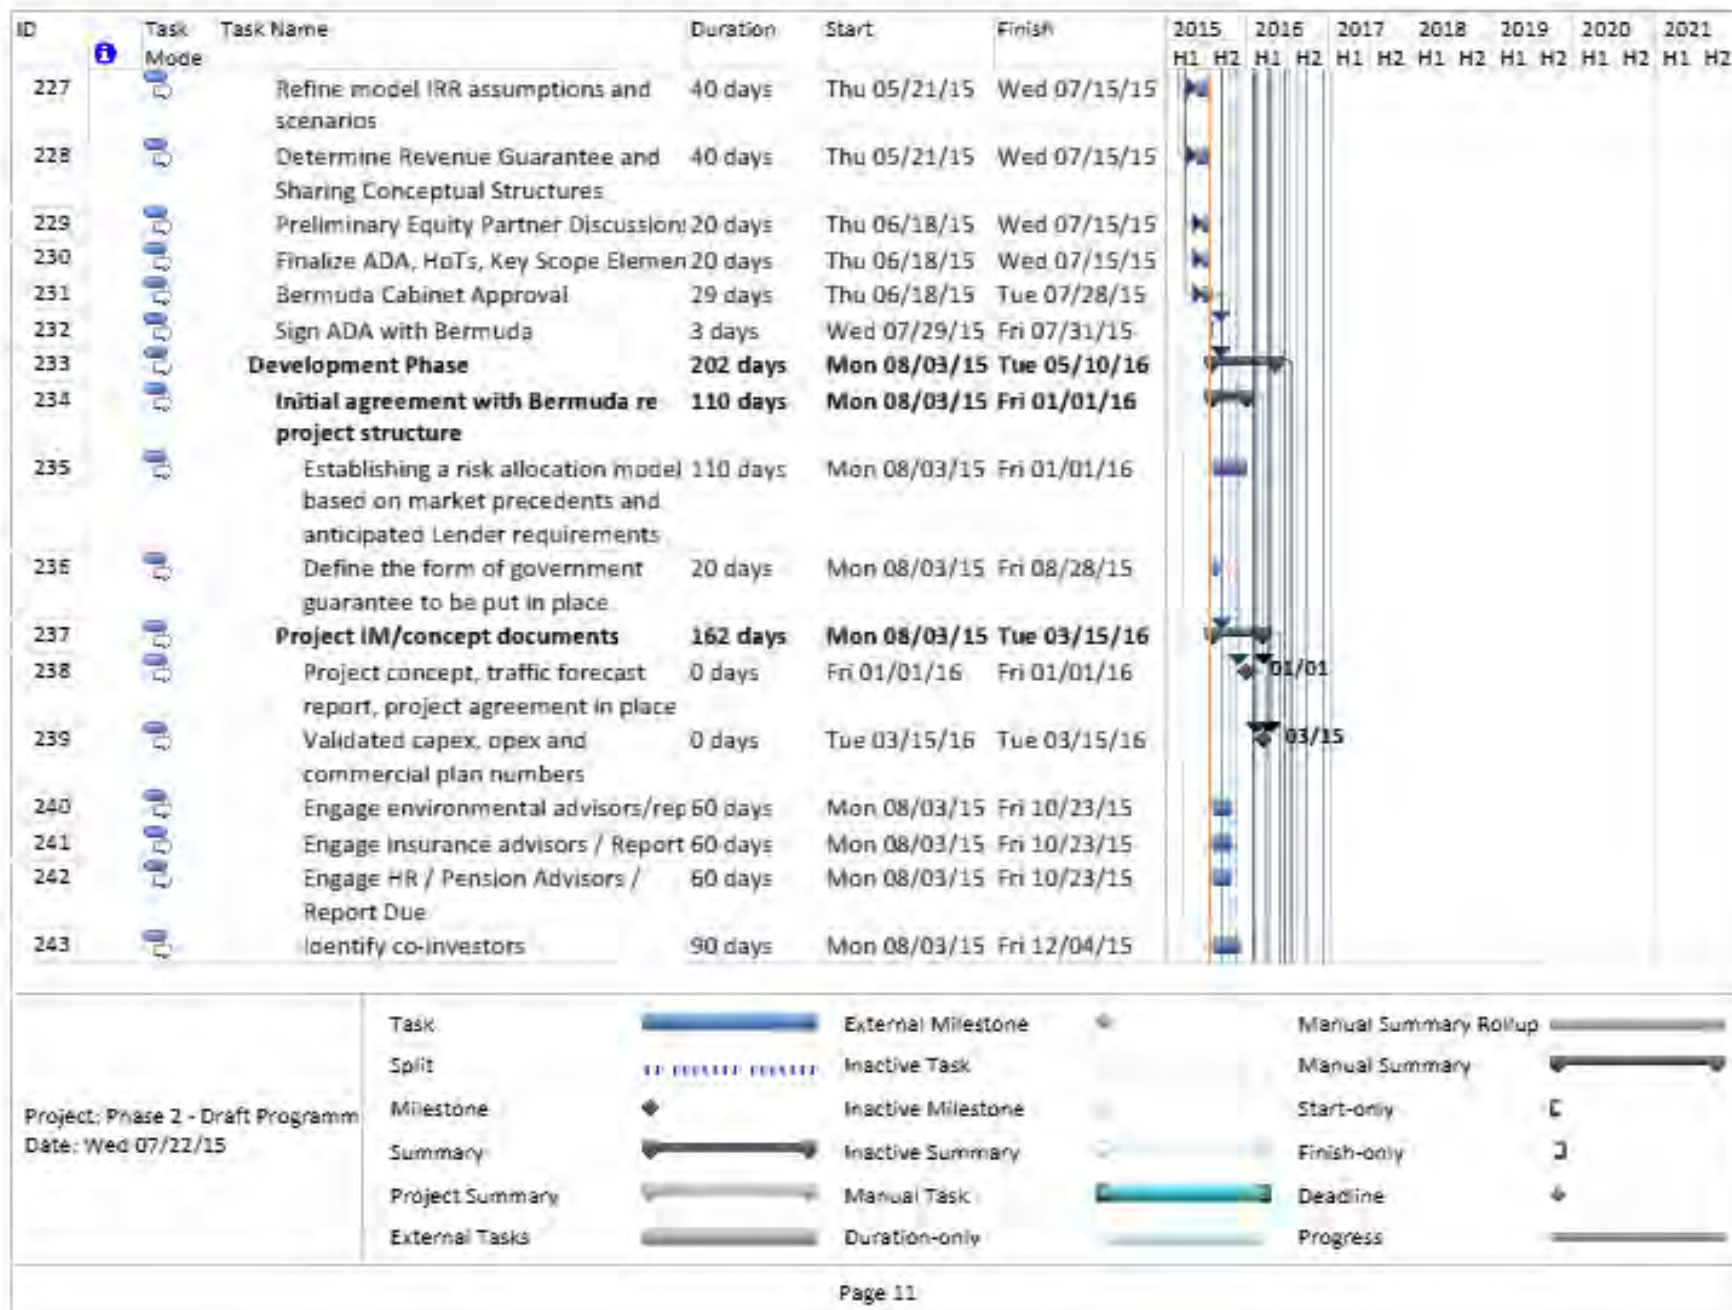 ID Task Mode Task Name Duration Start Finish 2015 2016 2017 2018 2019 2020 2021
H1 H2 H1 H2 H1 H2 H1 H2 H1 H2 H1 H2 H1 H2
227 Refine model IRR assumptions and 40 days Thu 05/21/15 Wed 07/15/15
scenarios
228 Determine Revenue Guarantee and 40 days Thu 05/21/15 Wed 07/15/15
Sharing Conceptual Structures
229 Preliminary Equity Partner Discussions 20 days Thu 06/18/15 Wed 07/15/15
230 Finalize ADA, HoTs, Key Scope Elemen 20 days Thu 06/18/15 Wed 07/15/15
231 Bermuda Cabinet Approval 29 days Thu 06/18/15 Tue 07/28/15
232 Sign ADA with Bermuda 3 days Wed 07/29/15 Fri 07/31/15
233 Development Phase 202 days Mon 08/03/15 Tue 05/10/16
234 Initial agreement with Bermuda re 110 days Mon 08/03/15 Fri 01/01/16
project structure
235 Establishing a risk allocation model 110 days Mon 08/03/15 Fri 01/01/16
based on market precedents and
anticipated Lender requirements
236 Define the form of government 20 days Mon 08/03/15 Fri 08/28/15
guarantee to be put in place
237 Project IM/concept documents 162 days Mon 08/03/15 Tue 03/15/16
238 Project concept, traffic forecast 0 days Fri 01/01/16 Fri 01/01/16 01/01
report, project agreement in place
239 Validated capex, opex and 0 days Tue 03/15/16 Tue 03/15/16 03/15
commercial plan numbers
240 Engage environmental advisors/rep 60 days Mon 08/03/15 Fri 10/23/15
241 Engage insurance advisors / Report 60 days Mon 08/03/15 Fri 10/23/15
242 Engage HR / Pension Advisors / 60 days Mon 08/03/15 Fri 10/23/15
Report Due
243 Identify co-investors 90 days Mon 08/03/15 Fri 12/04/15
Project: Phase 2 - Draft Programm
Date: Wed 07/22/15
Task External Milestone Manual Summary Rollup
Split Inactive Task Manual Summary
Milestone Inactive Milestone Start-only
Summary Inactive Summary Finish-only
Project Summary Manual Task Deadline
External Tasks Duration-only Progress
Page 11